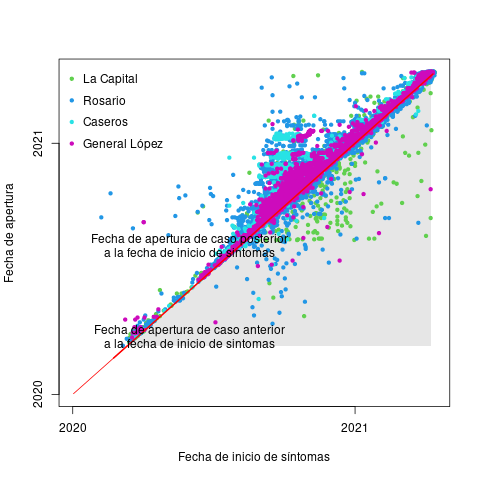 La Capital
Rosario
Caseros
General López
2021
Fecha de apertura
Fecha de apertura de caso posterior
a la fecha de inicio de síntomas
Fecha de apertura de caso anterior
a la fecha de inicio de síntomas
2020
2020
2021
Fecha de inicio de síntomas